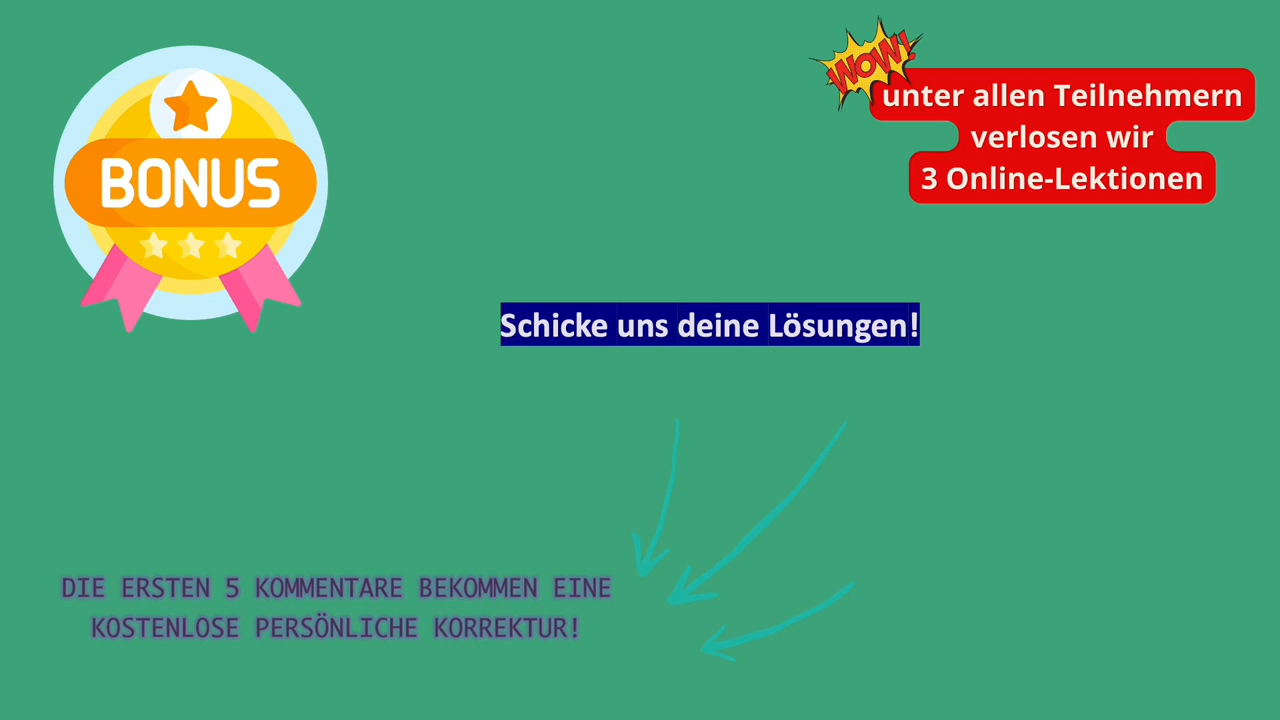 WOW!
unter allen Teilnehmern
verlosen wir
3 Online-Lektionen
BONUS
Schicke uns deine Lösungen!
DIE ERSTEN 5 KOMMENTARE BEKOMMEN EINE
KOSTENLOSE PERSÖNLICHE KORREKTUR!